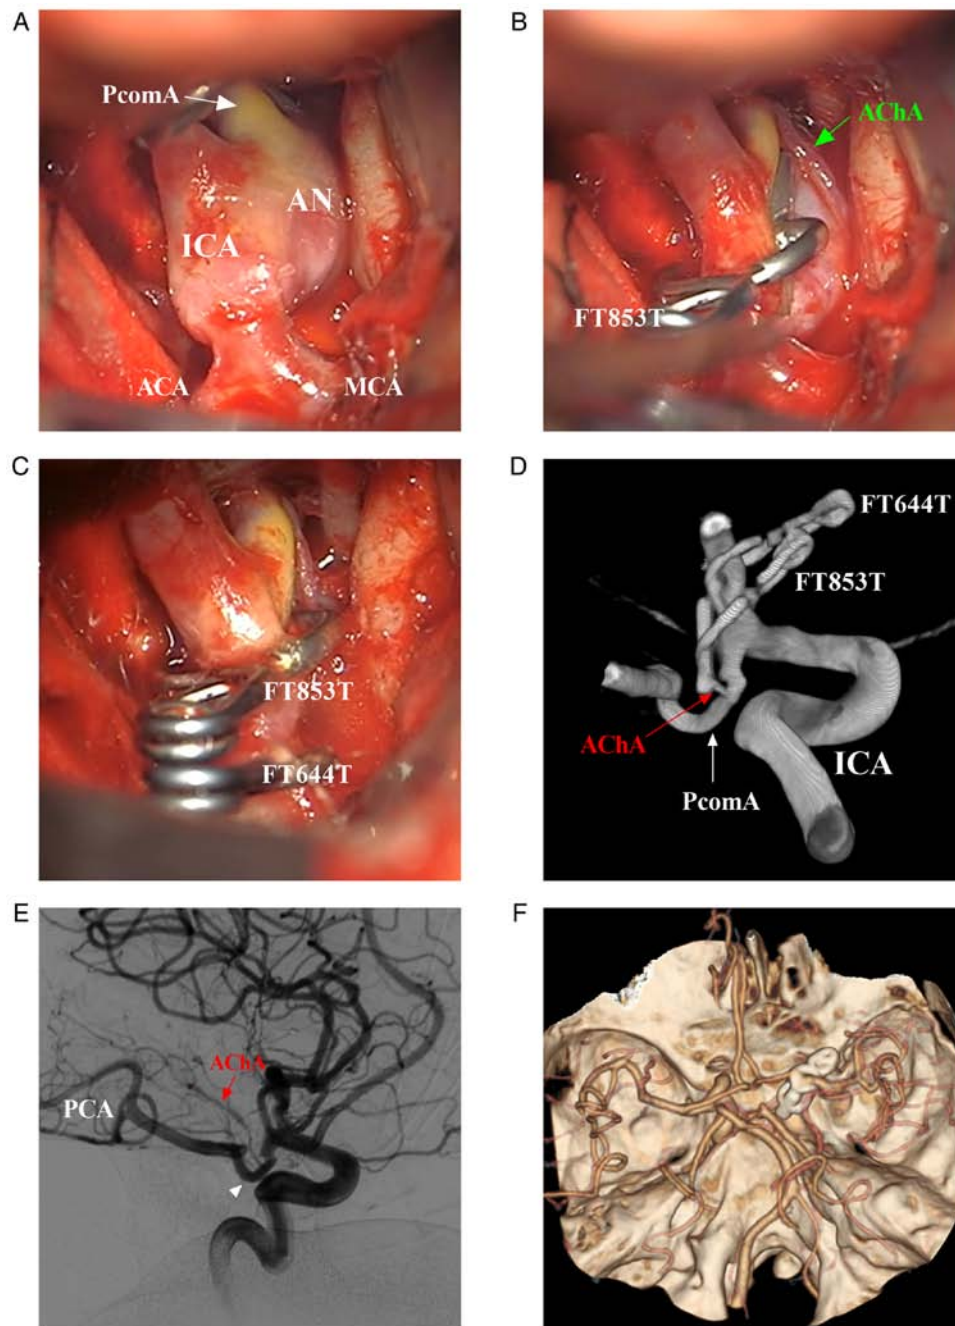 A
PcomA
AN
ICA
ACA
MCA
B
AChA
FT853T
C
FT853T
FT644T
D
FT644T
FT853T
AChA
PcomA
ICA
E
AChA
PCA
F